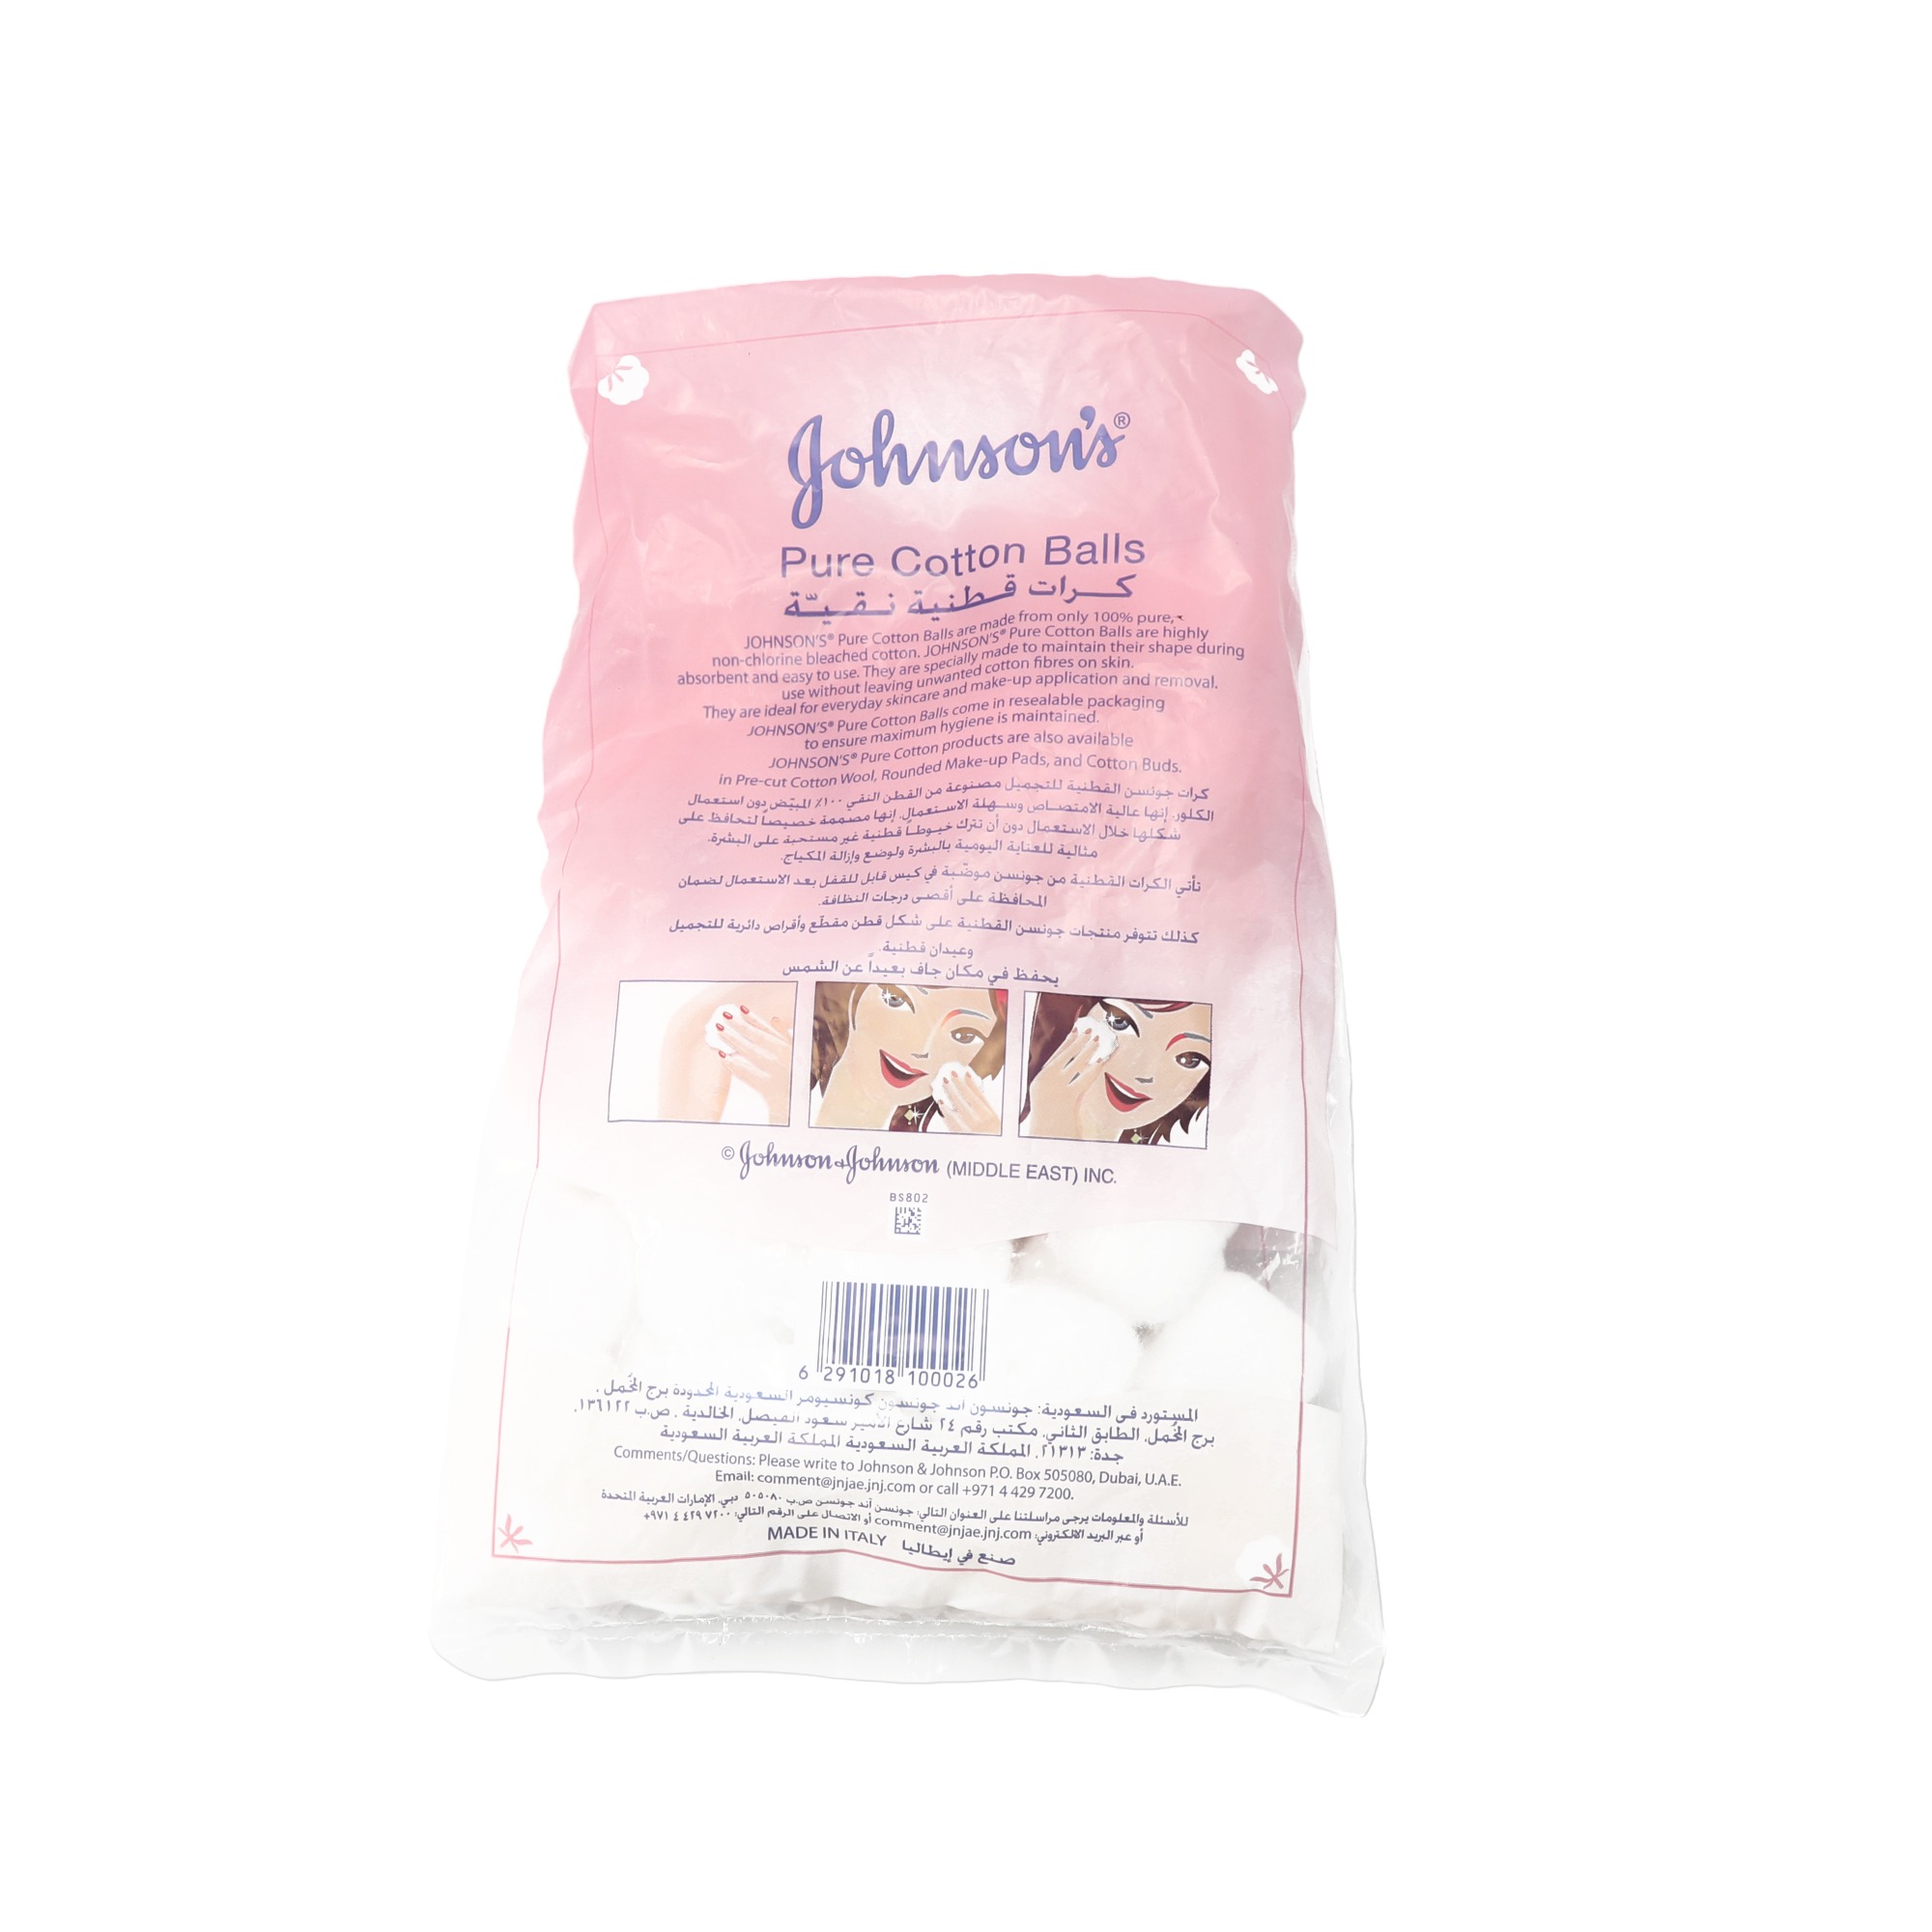 Johnson's®
Pure Cotton Balls
كرات قطنية نقيّة
JOHNSON'S® Pure Cotton Balls are made from only 100% pure,
non-chlorine bleached cotton. JOHNSON'S® Pure Cotton Balls are highly
absorbent and easy to use. They are specially made to maintain their shape during
use without leaving unwanted cotton fibres on skin.
They are ideal for everyday skincare and make-up application and removal.
JOHNSON'S® Pure Cotton Balls come in resealable packaging
to ensure maximum hygiene is maintained.
JOHNSON'S® Pure Cotton products are also available
in Pre-cut Cotton Wool, Rounded Make-up Pads, and Cotton Buds.
كرات جونسن القطنية للتجميل مصنوعة من القطن النقي ١٠٠٪ المبيّض دون استعمال
الكلور. إنها عالية الامتصاص وسهلة الاستعمال. إنها مصممة خصيصاً لتحافظ على
شكلها خلال الاستعمال دون أن تترك خيوطاً قطنية غير مستحبة على البشرة.
مثالية للعناية اليومية بالبشرة ولوضع وإزالة المكياج.
تأتي الكرات القطنية من جونسن موضّبة في كيس قابل للقفل بعد الاستعمال لضمان
المحافظة على أقصى درجات النظافة.
كذلك تتوفر منتجات جونسن القطنية على شكل قطن مقطّع وأقراص دائرية للتجميل
وعيدان قطنية.
يحفظ في مكان جاف بعيداً عن الشمس
© Johnson & Johnson (MIDDLE EAST) INC.
BS802
6 291018 100026
المستورد في السعودية: جونسون آند جونسون كونسيومر السعودية المحدودة برج المُخمل .
برج المُخمل. الطابق الثاني. مكتب رقم ٢٤ شارع الأمير سعود الفيصل. الخالدية . ص.ب ١٣٦١٢٢.
جدة: ٢١٣١٣. المملكة العربية السعودية المملكة العربية السعودية
Comments/Questions: Please write to Johnson & Johnson P.O. Box 505080, Dubai, U.A.E.
Email: comment@jnjae.jnj.com or call +971 4 429 7200.
للأسئلة والمعلومات يرجى مراسلتنا على العنوان التالي: جونسن آند جونسن ص.ب ٥٠٥٠٨٠ دبي. الإمارات العربية المتحدة
أو عبر البريد الالكتروني: comment@jnjae.jnj.com أو الاتصال على الرقم التالي: ٧٢٠٠ ٤٢٩ ٤ ٩٧١+
MADE IN ITALY صنع في إيطاليا